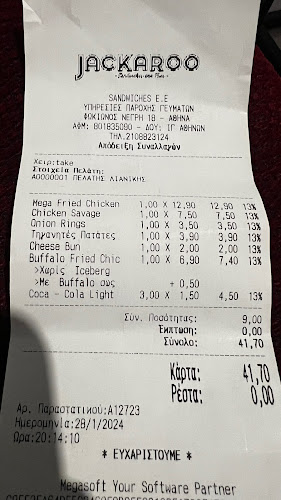 JACKAROO
SANDWICHES Ε.Ε
ΥΠΗΡΕΣΙΕΣ ΠΑΡΟΧΗΣ ΓΕΥΜΑΤΩΝ
ΦΩΚΙΩΝΟΣ ΝΕΓΡΗ 18 - ΑΘΗΝΑ
ΑΦΜ: 801835090 - ΔΟΥ: ΙΓ ΑΘΗΝΩΝ
ΤΗΛ.2108823124
Απόδειξη Συναλλαγών
Χειρ:take
Στοιχεία Πελάτη:
Α0000001 ΠΕΛΑΤΗΣ ΛΙΑΝΙΚΗΣ
Mega Fried Chicken 1,00 X 12,90 12,90 13%
Chicken Savage 1,00 X 7,50 7,50 13%
Onion Rings 1,00 X 3,50 3,50 13%
Τηγανητές Πατάτες 1,00 X 3,90 3,90 13%
Cheese Bun 1,00 X 2,00 2,00 13%
Buffalo Fried Chic 1,00 X 6,90 7,40 13%
>Χωρίς Iceberg
>Με Buffalo σως + 0,50
Coca - Cola Light 3,00 X 1,50 4,50 13%
Συν. Ποσότητας: 9,00
Έκπτωση: 0,00
Σύνολο: 41,70
Κάρτα: 41,70
Ρέστα: 0,00
Αρ. Παραστατικού:Α12723
Ημερομηνία:28/1/2024
Ώρα:20:14:10
* ΕΥΧΑΡΙΣΤΟΥΜΕ *
Megasoft Your Software Partner